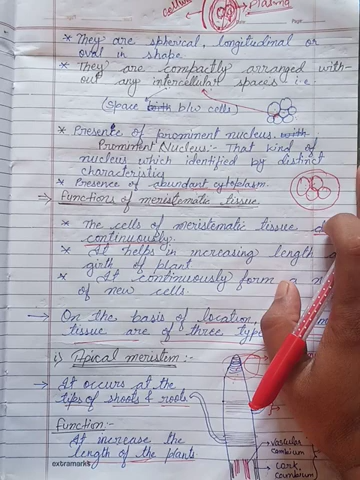 Plasma
Date Page
* They are spherical, longitudinal or
oval in shape
* They are compactly arranged with-
out any intercellular spaces i.e.
(space b/w cells)
* Presence of prominent nucleus.
Prominent Nucleus:- That kind of
nucleus which identified by distinct
characteristic
* Presence of abundant cytoplasm.
→ Functions of meristematic tissue
* The cells of meristematic tissue
continuously.
* It helps in increasing length
girth of plant
* It continuously form a
of new cells.
→ On the basis of location,
tissue are of three type
i) Apical meristem:-
→ It occurs at the
tips of shoots & roots
Function:-
It increase the
length of the plants.
→ Vascular
cambium
→ Cork
cambium
extramarks